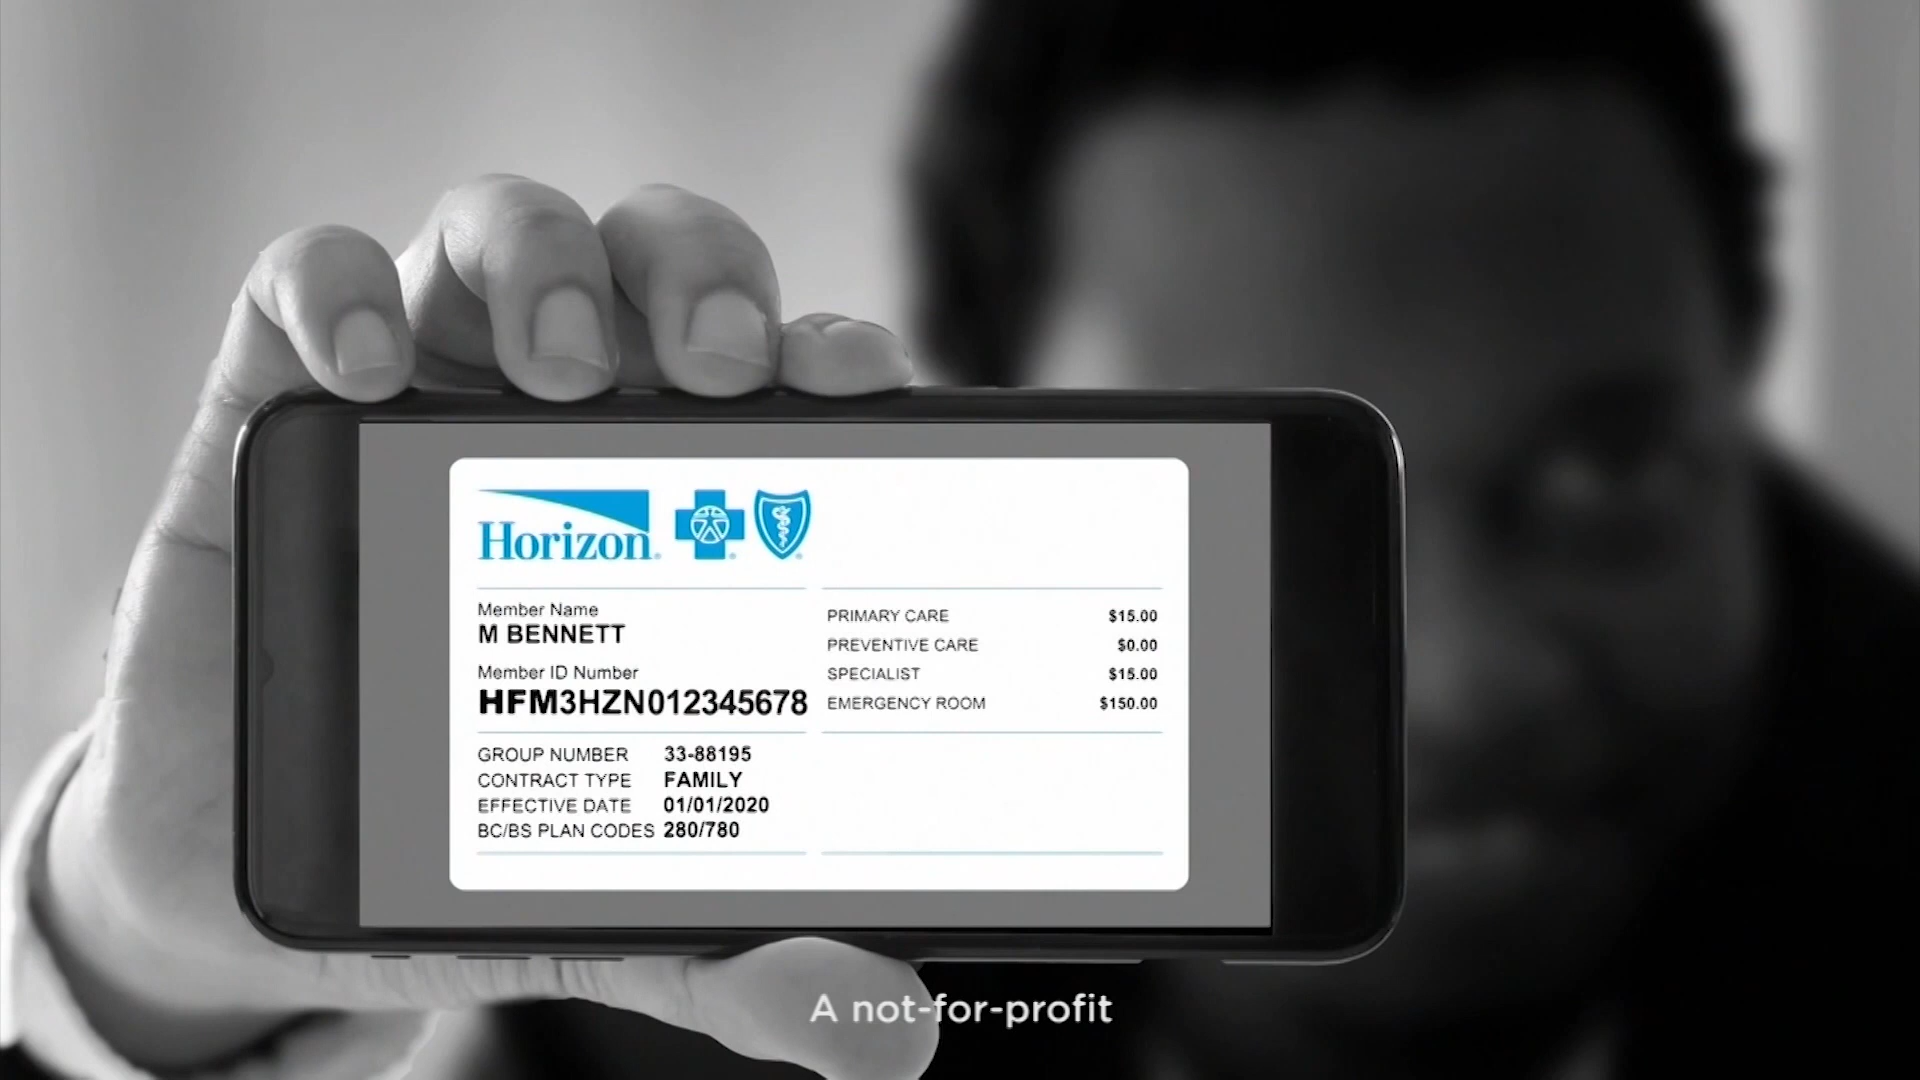 Horizon
Member Name
M BENNETT
Member ID Number
HFM3HZN012345678
GROUP NUMBER 33-88195
CONTRACT TYPE FAMILY
EFFECTIVE DATE 01/01/2020
BC/BS PLAN CODES 280/780
PRIMARY CARE $15.00
PREVENTIVE CARE $0.00
SPECIALIST $15.00
EMERGENCY ROOM $150.00
A not-for-profit